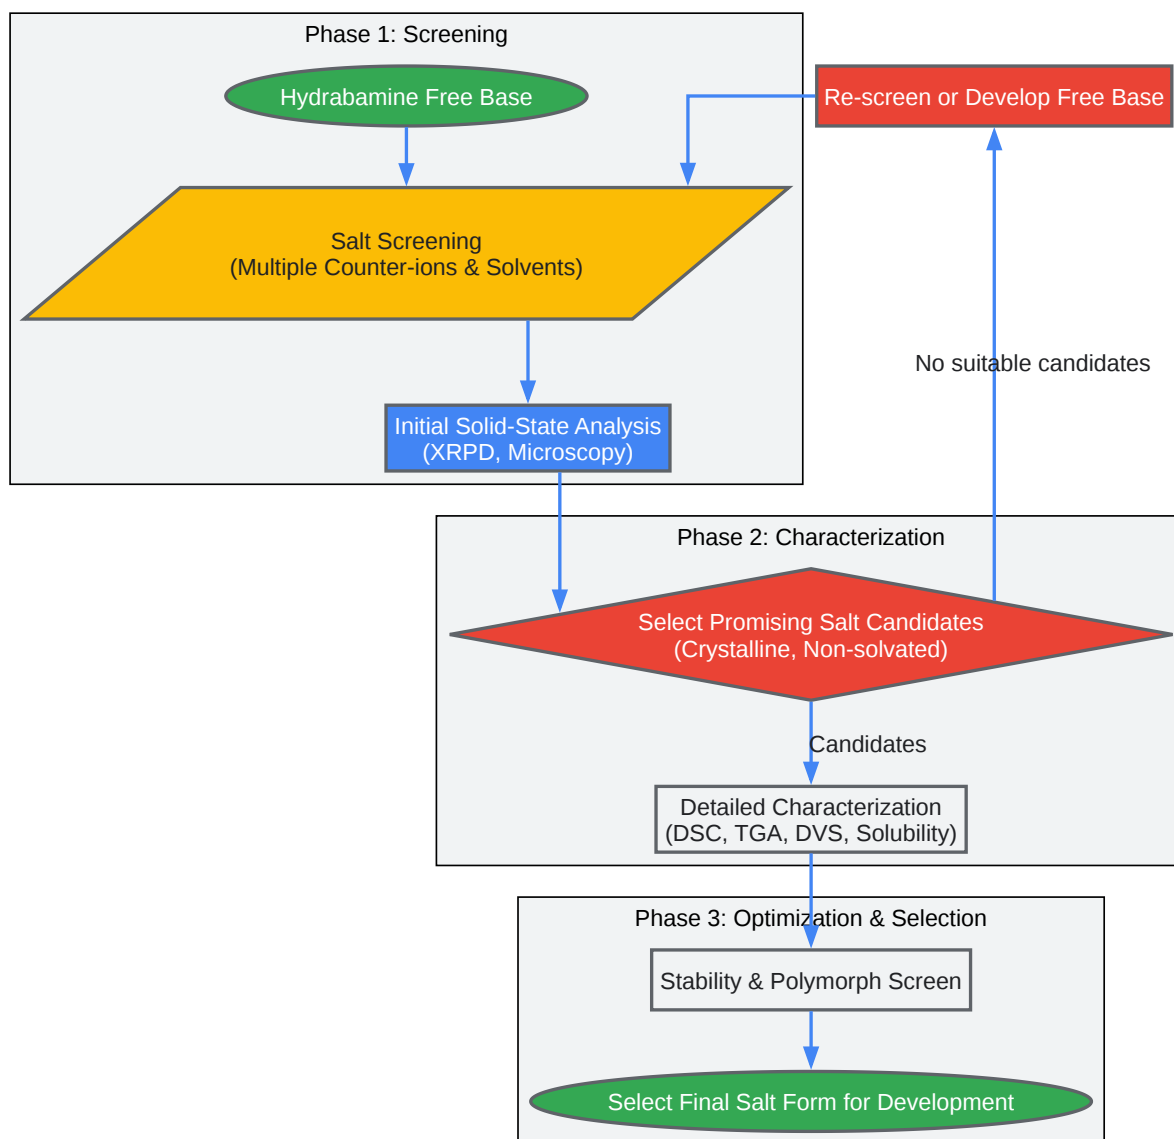 Phase 1: Screening
Hydrabamine Free Base
Re-screen or Develop Free Base
Salt Screening
(Multiple Counter-ions & Solvents)
No suitable candidates
Initial Solid-State Analysis
(XRPD, Microscopy)
Phase 2: Characterization
Select Promising Salt Candidates
(Crystalline, Non-solvated)
Candidates
Detailed Characterization
(DSC, TGA, DVS, Solubility)
Phase 3: Optimization & Selection
Stability & Polymorph Screen
Select Final Salt Form for Development